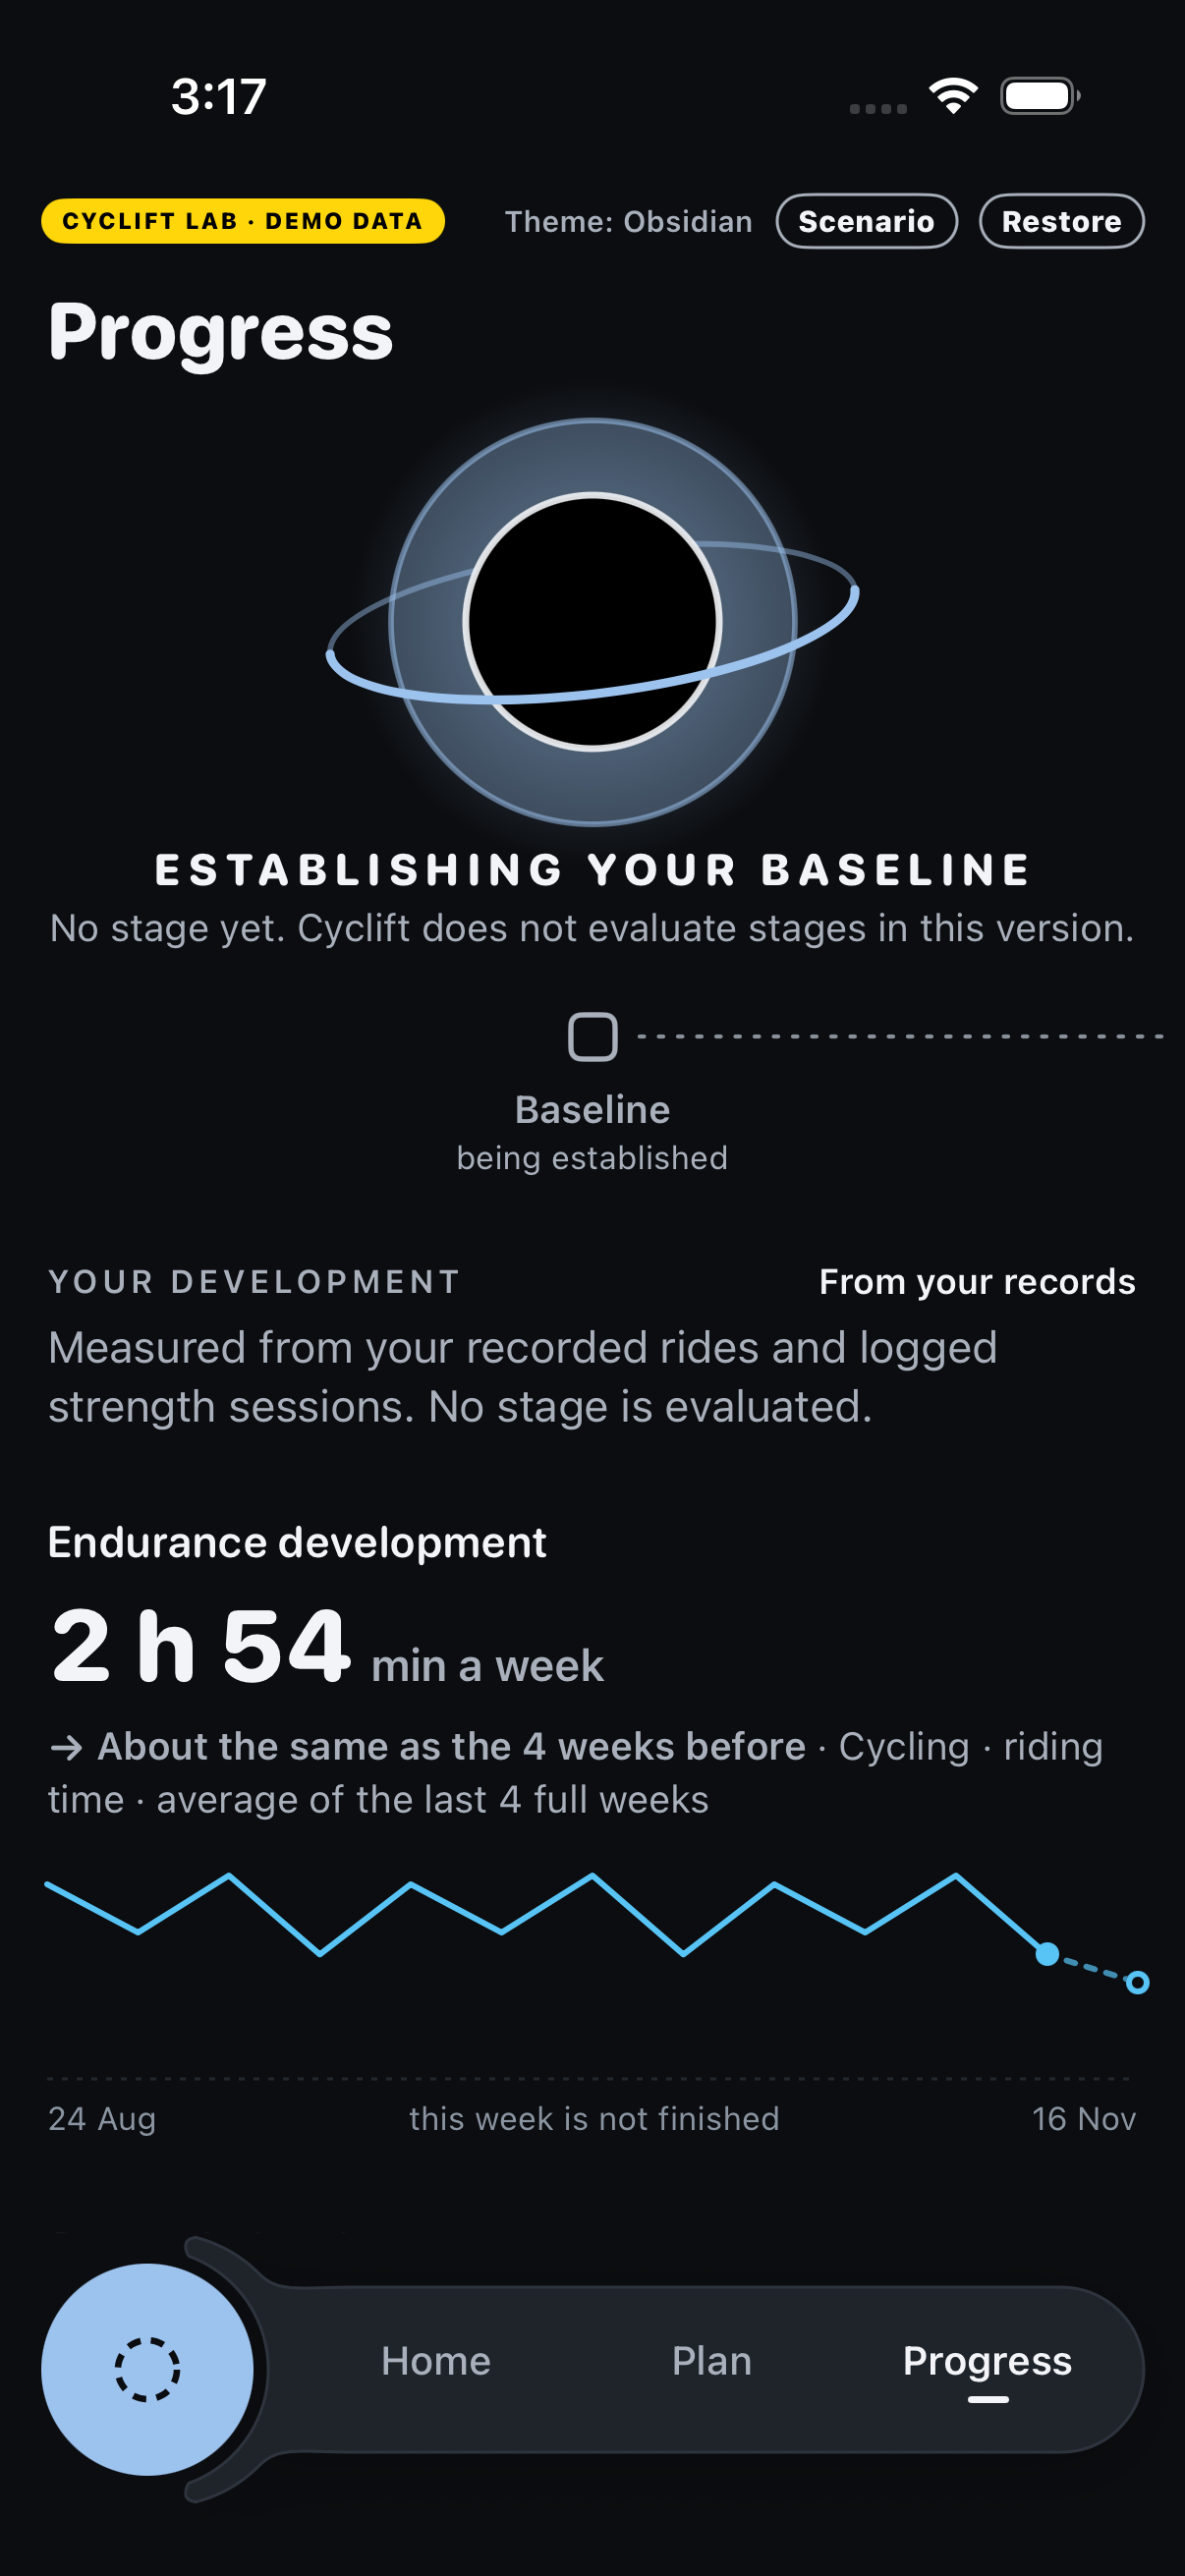 3:17
CYCLIFT LAB · DEMO DATA Theme: Obsidian Scenario Restore
Progress
ESTABLISHING YOUR BASELINE
No stage yet. Cyclift does not evaluate stages in this version.
Baseline
being established
YOUR DEVELOPMENT From your records
Measured from your recorded rides and logged
strength sessions. No stage is evaluated.
Endurance development
2 h 54 min a week
→ About the same as the 4 weeks before · Cycling · riding
time · average of the last 4 full weeks
24 Aug this week is not finished 16 Nov
Home Plan Progress